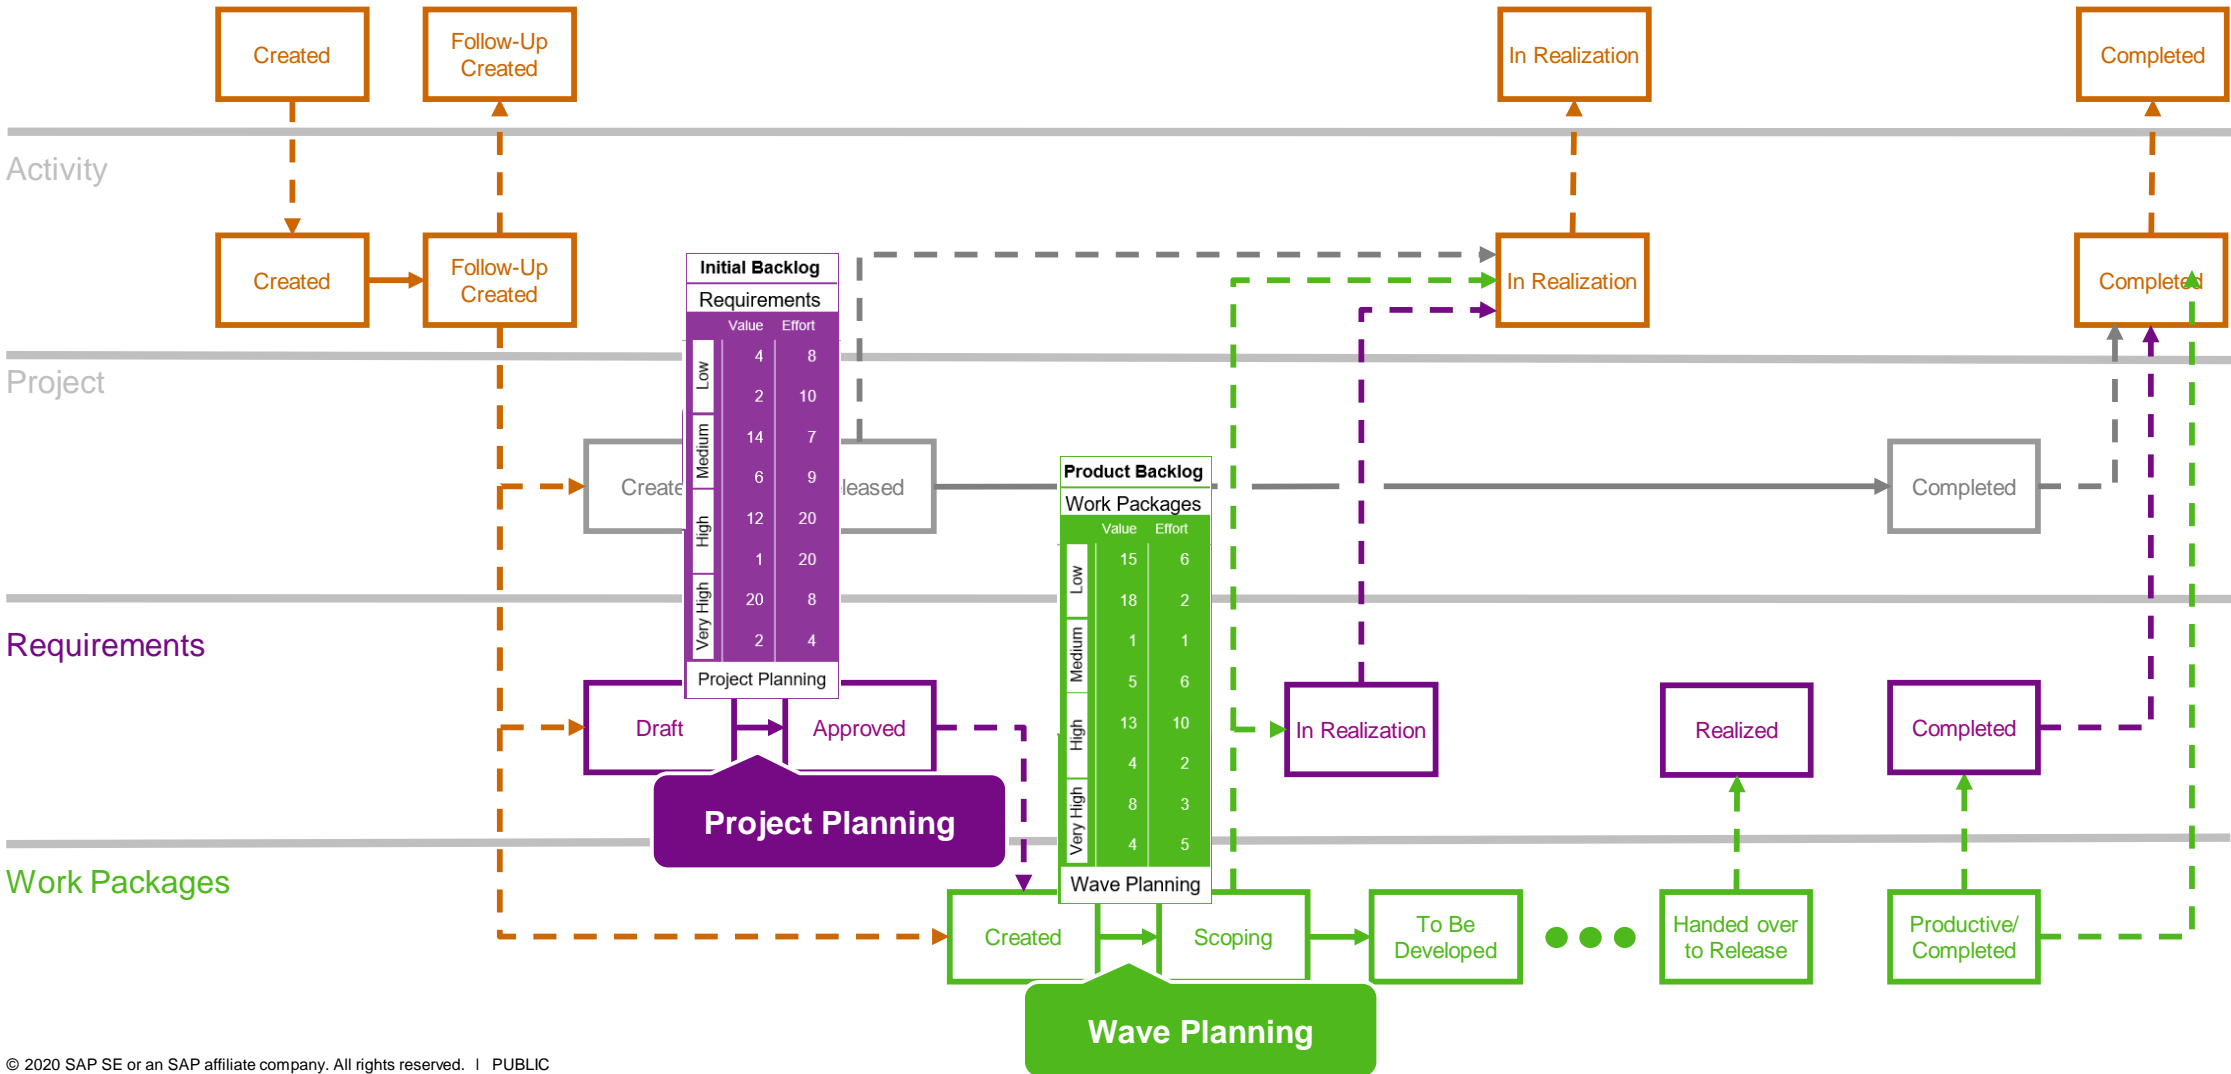 Created
Follow-Up
Created
In Realization
Completed
Activity
Created
Follow-Up
Created
In Realization
Completed
Initial Backlog
Requirements
Value Effort
Low
4 8
2 10
Medium
14 7
6 9
High
12 20
1 20
Very High
20 8
2 4
Project Planning
Project
Create
leased
Completed
Product Backlog
Work Packages
Value Effort
Low
15 6
18 2
Medium
1 1
5 6
High
13 10
4 2
Very High
8 3
4 5
Wave Planning
Requirements
Draft
Approved
In Realization
Realized
Completed
Project Planning
Work Packages
Created
Scoping
To Be
Developed
Handed over
to Release
Productive/
Completed
Wave Planning
© 2020 SAP SE or an SAP affiliate company. All rights reserved. I PUBLIC